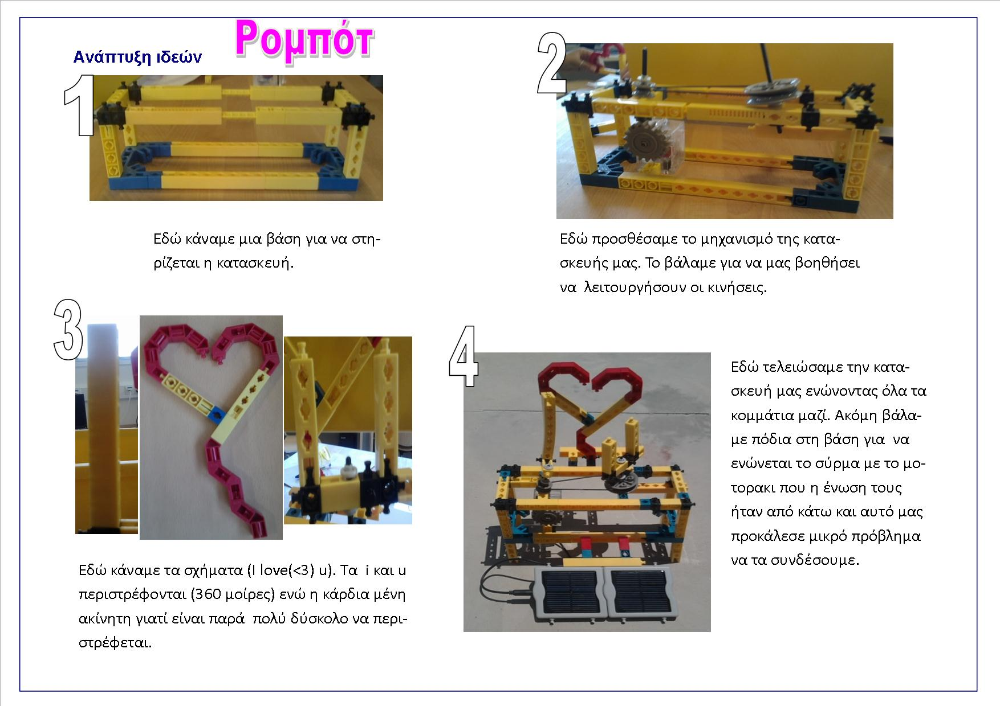 Ρομπότ
Ανάπτυξη ιδεών
1
Εδώ κάναμε μια βάση για να στη-
ρίζεται η κατασκευή.
2
Εδώ προσθέσαμε το μηχανισμό της κατα-
σκευής μας. Το βάλαμε για να μας βοηθήσει
να λειτουργήσουν οι κινήσεις.
3
Εδώ κάναμε τα σχήματα (I love(<3) u). Τα i και u
περιστρέφονται (360 μοίρες) ενώ η κάρδια μένη
ακίνητη γιατί είναι παρά πολύ δύσκολο να περι-
στρέφεται.
4
Εδώ τελειώσαμε την κατα-
σκευή μας ενώνοντας όλα τα
κομμάτια μαζί. Ακόμη βάλα-
με πόδια στη βάση για να
ενώνεται το σύρμα με το μο-
τορακι που η ένωση τους
ήταν από κάτω και αυτό μας
προκάλεσε μικρό πρόβλημα
να τα συνδέσουμε.